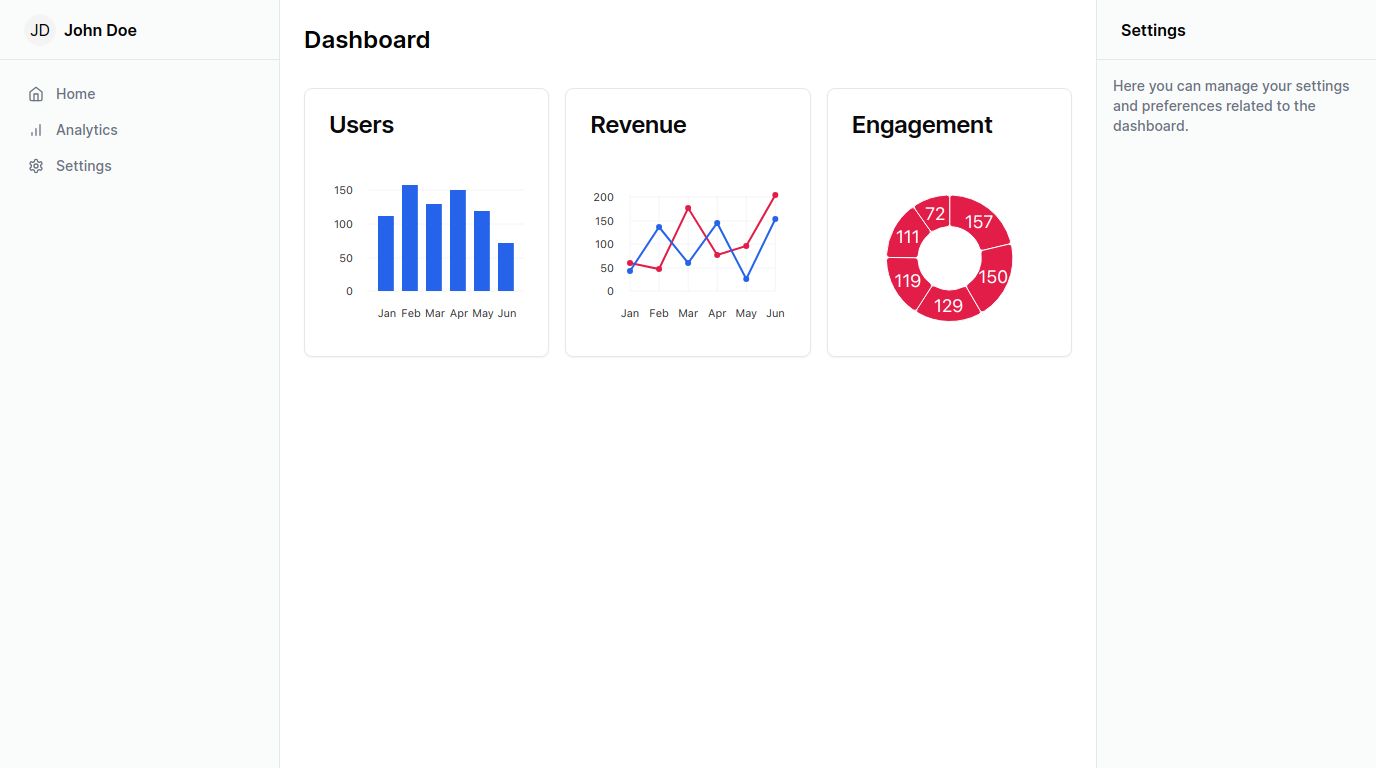 JD John Doe
Home
Analytics
Settings
Dashboard
Users
150
100
50
0
Jan Feb Mar Apr May Jun
Revenue
200
150
100
50
0
Jan Feb Mar Apr May Jun
Engagement
72 157
111
150
119
129
Settings
Here you can manage your settings
and preferences related to the
dashboard.